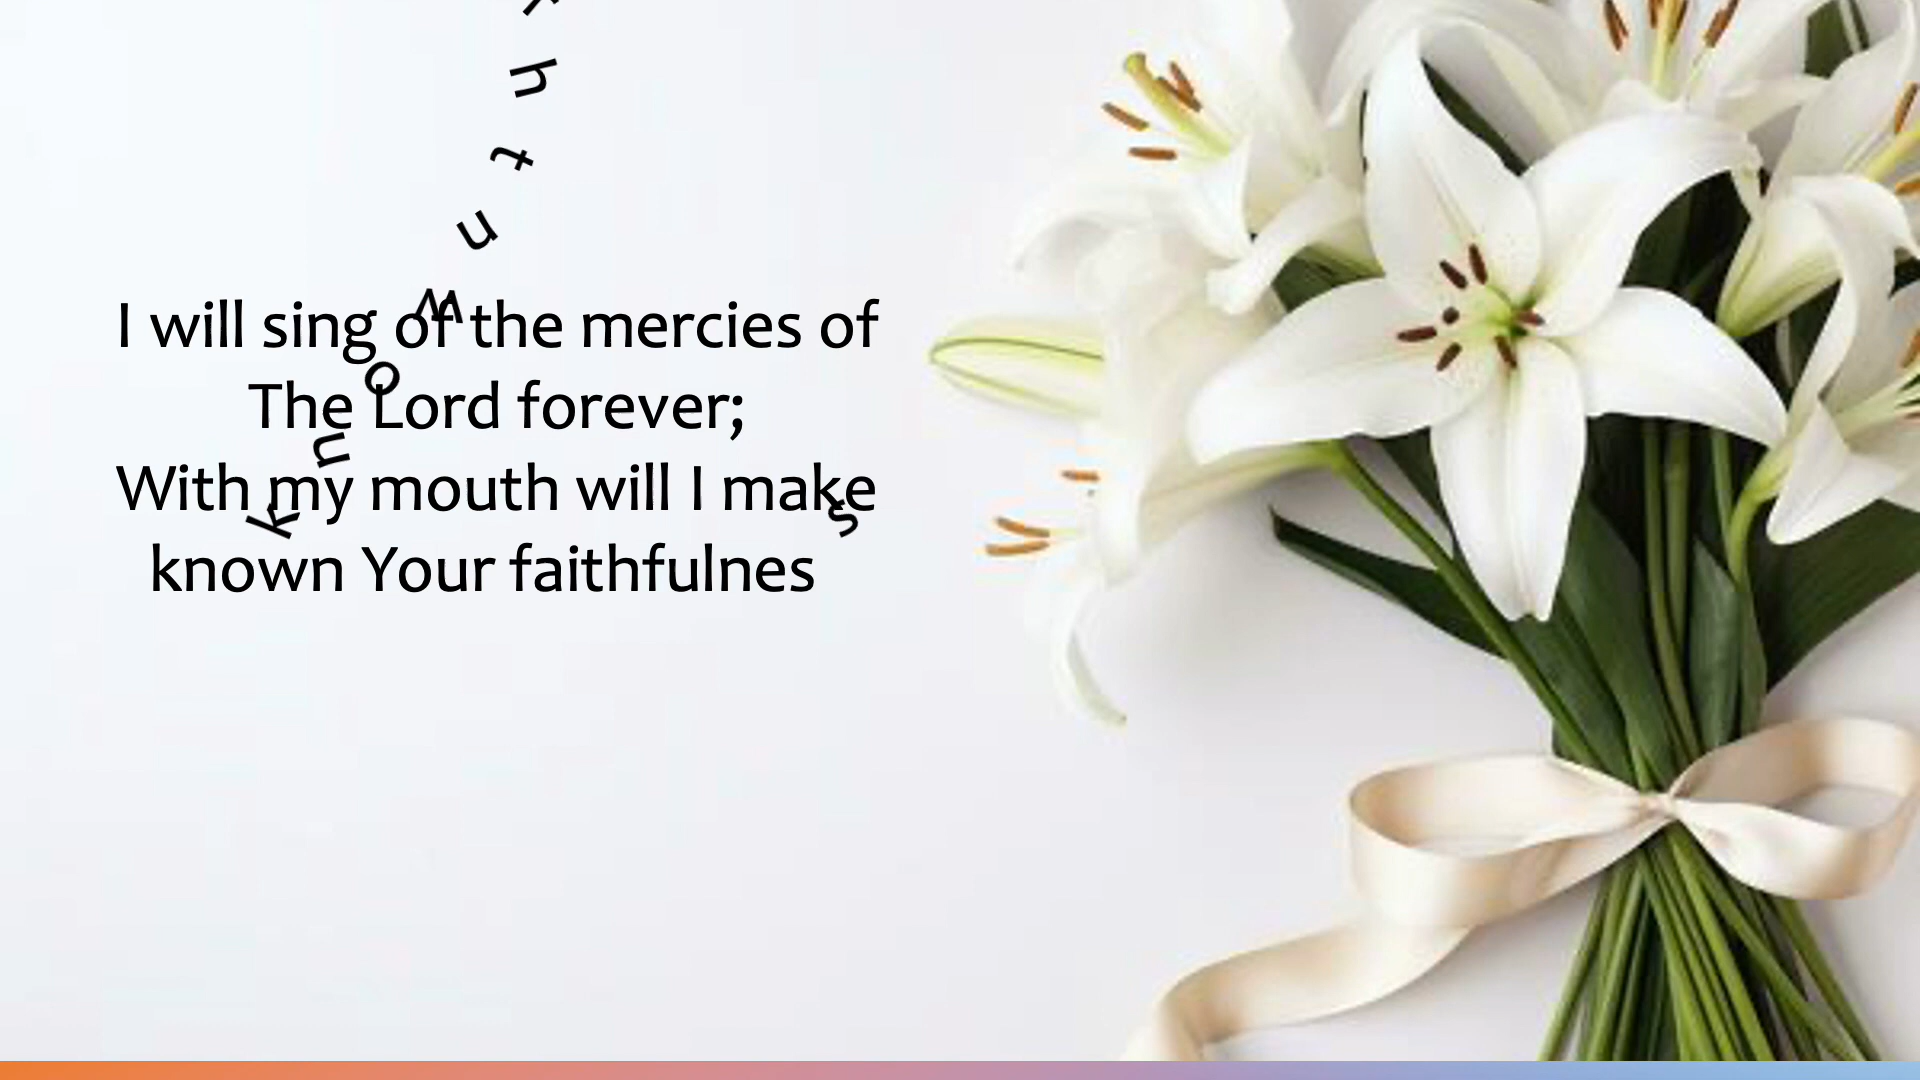 I will sing of the mercies of
The Lord forever;
With my mouth will I make
known Your faithfulnes
s